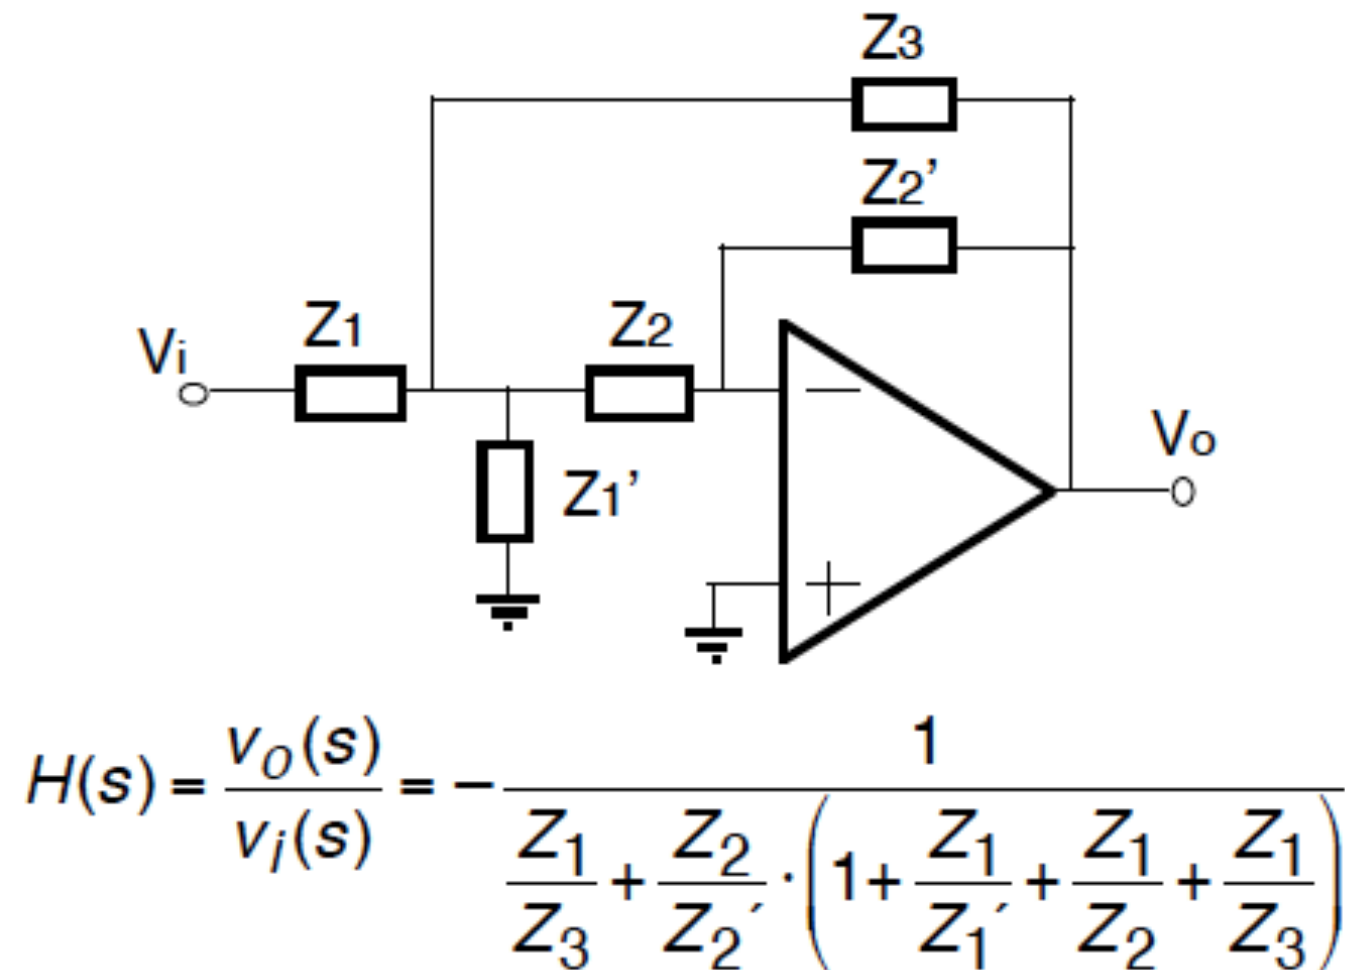 Z3
Z2’
Z1
Z2
Vi
−
Vo
Z1’
+
H(s) = vo(s)/vi(s) = − 1/(Z1/Z3 + Z2/Z2´ · (1 + Z1/Z1´ + Z1/Z2 + Z1/Z3))